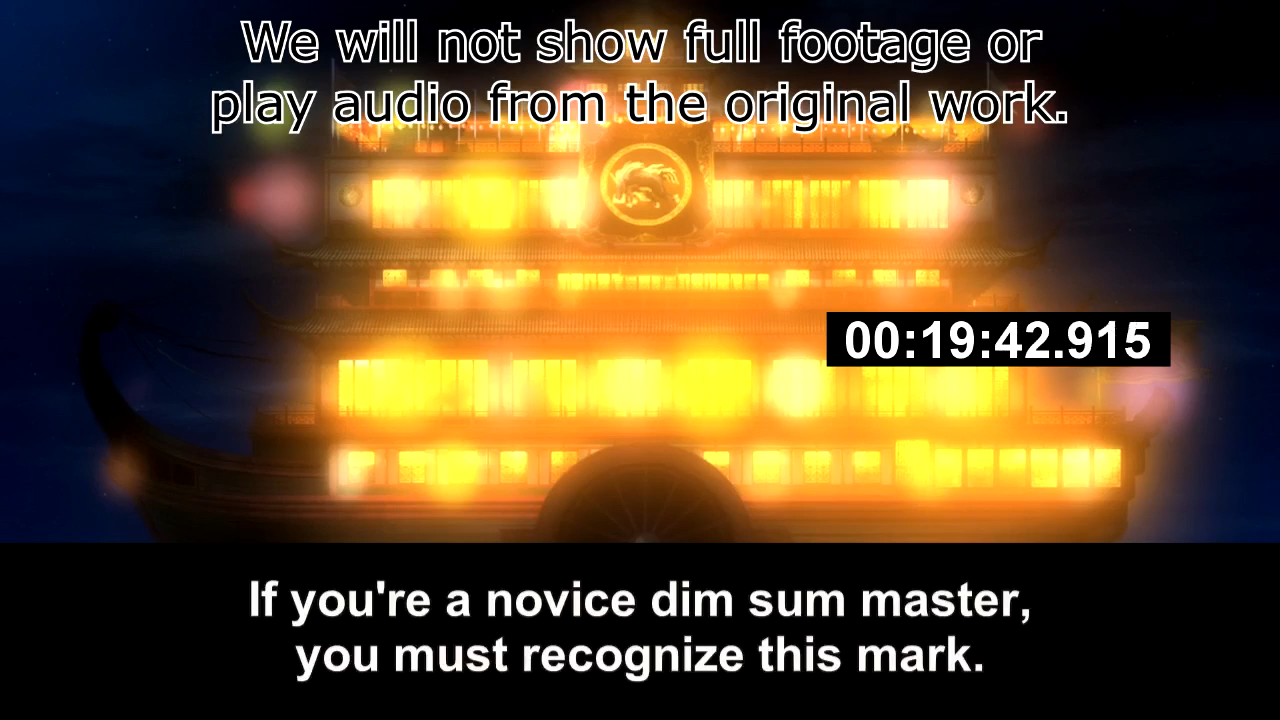 We will not show full footage or
play audio from the original work.
00:19:42.915
If you're a novice dim sum master,
you must recognize this mark.